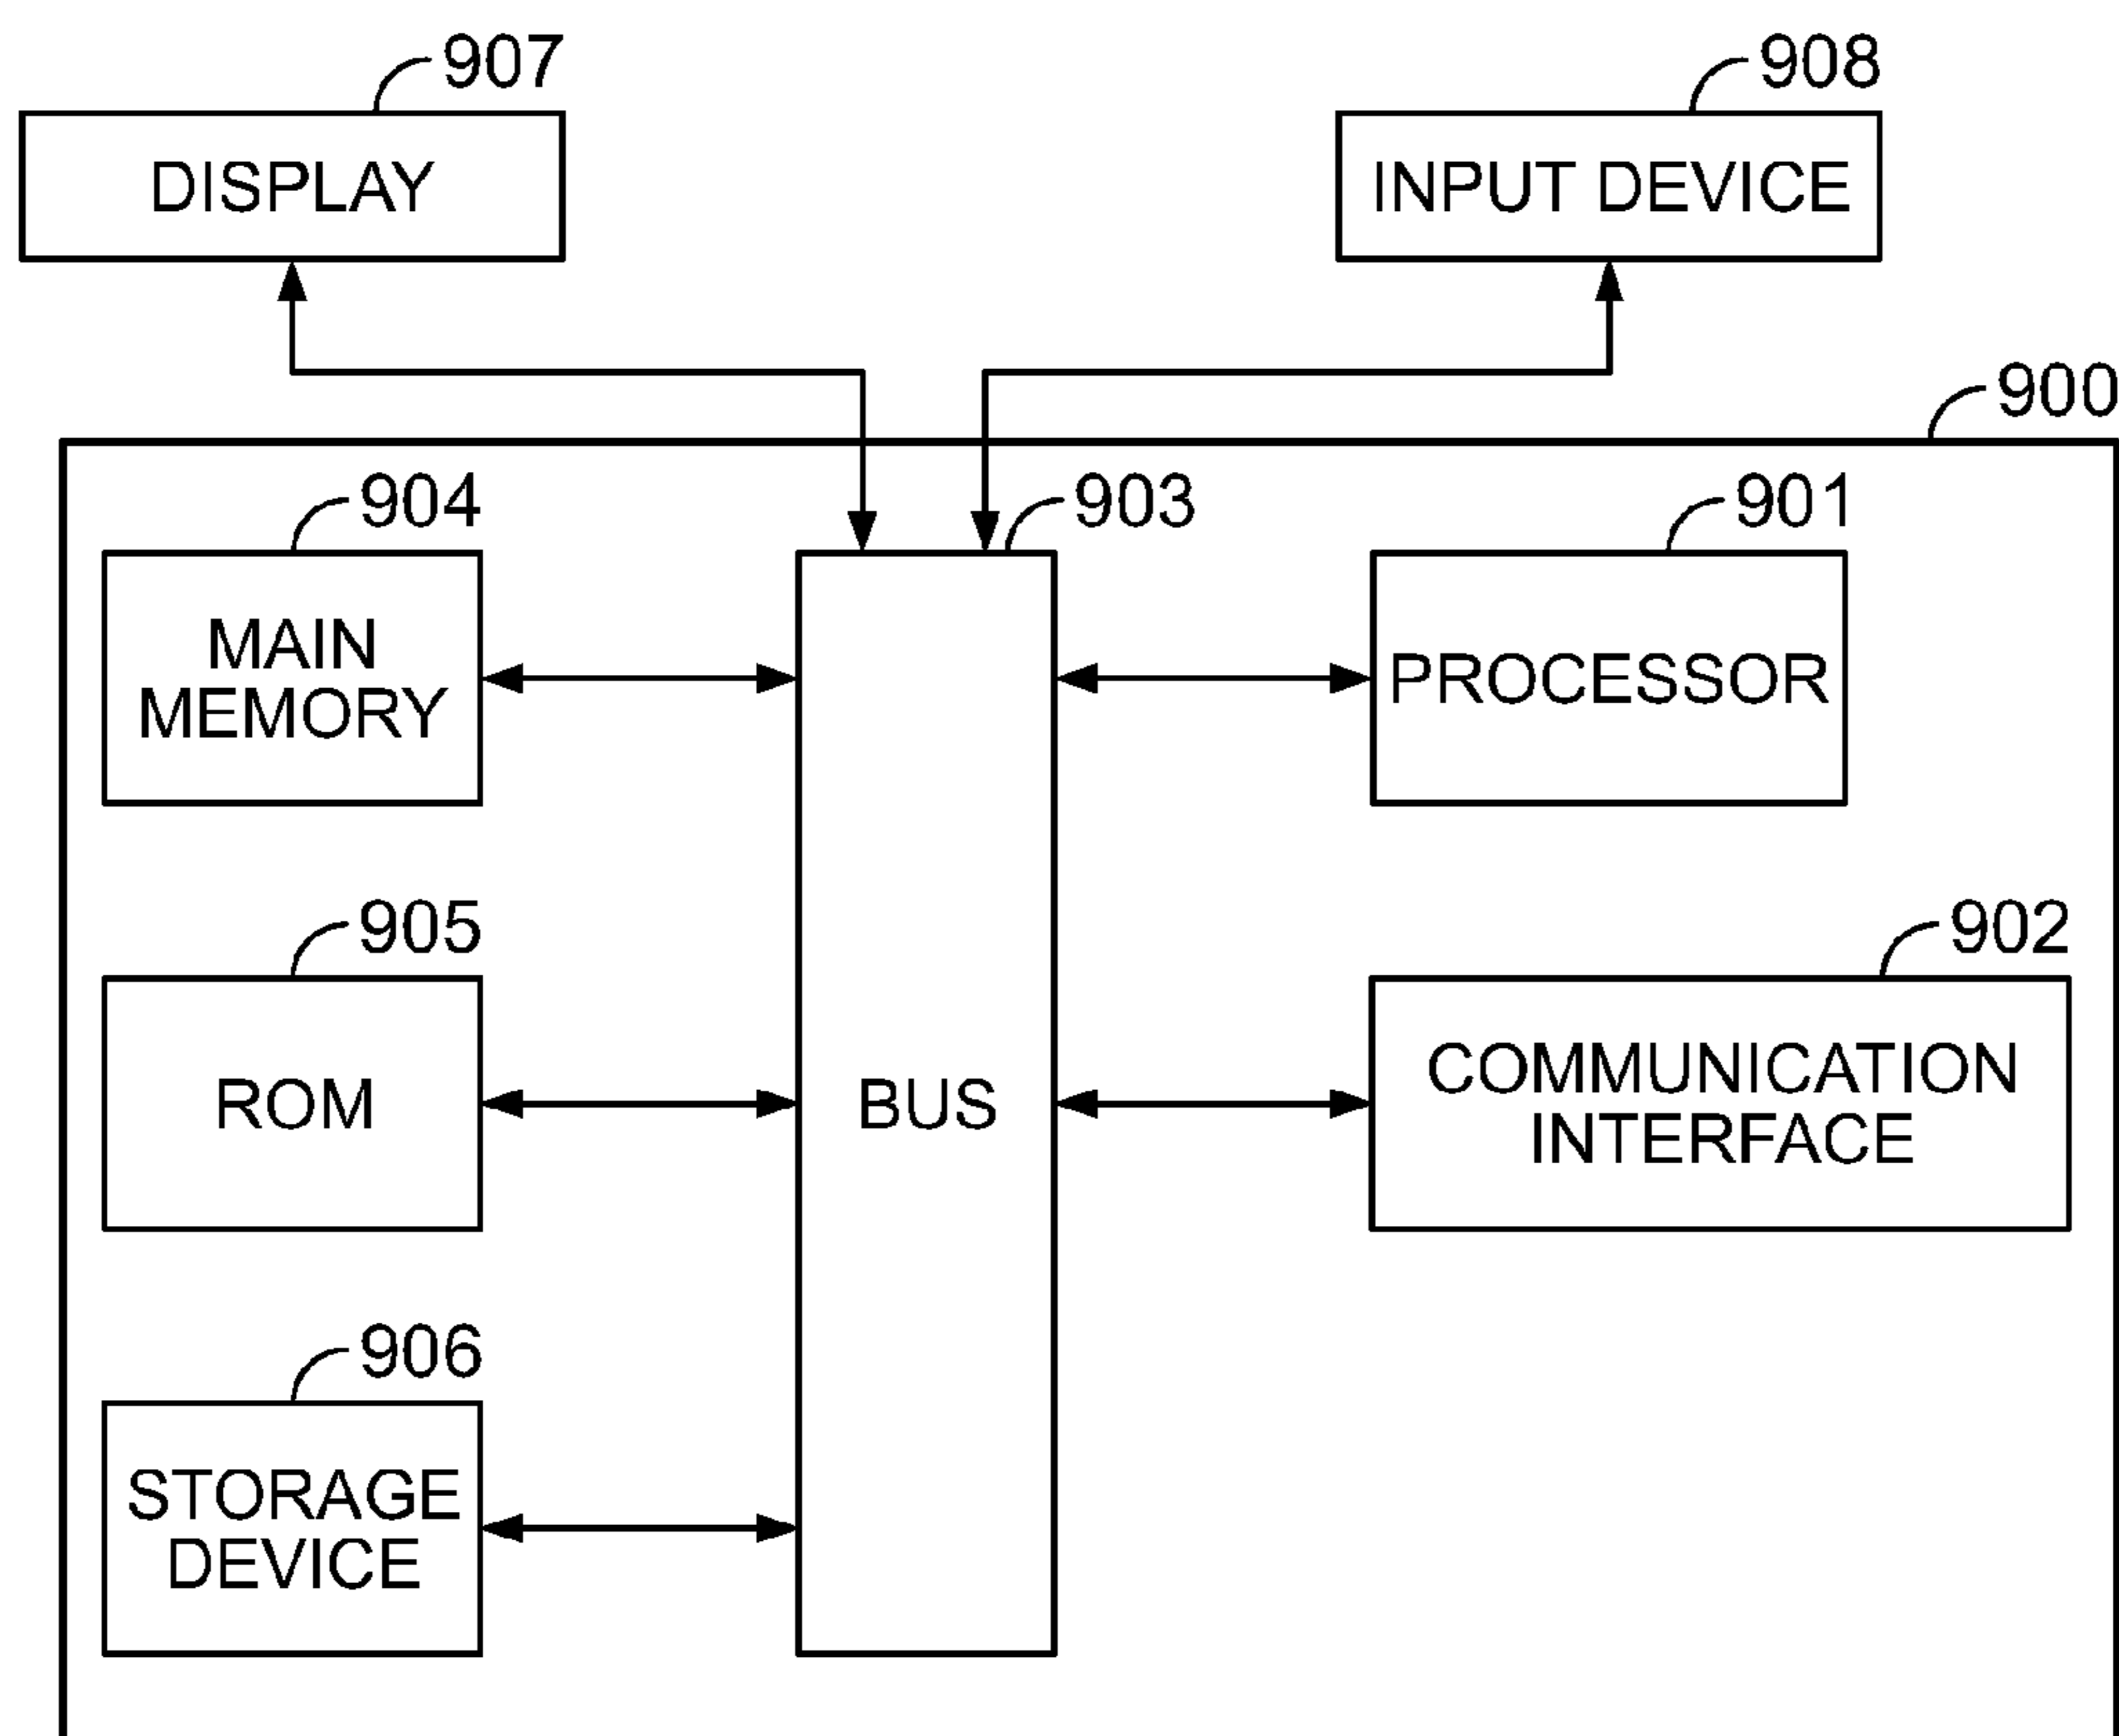 907
908
DISPLAY
INPUT DEVICE
900
904
903
901
MAIN
MEMORY
PROCESSOR
905
902
ROM
BUS
COMMUNICATION
INTERFACE
906
STORAGE
DEVICE